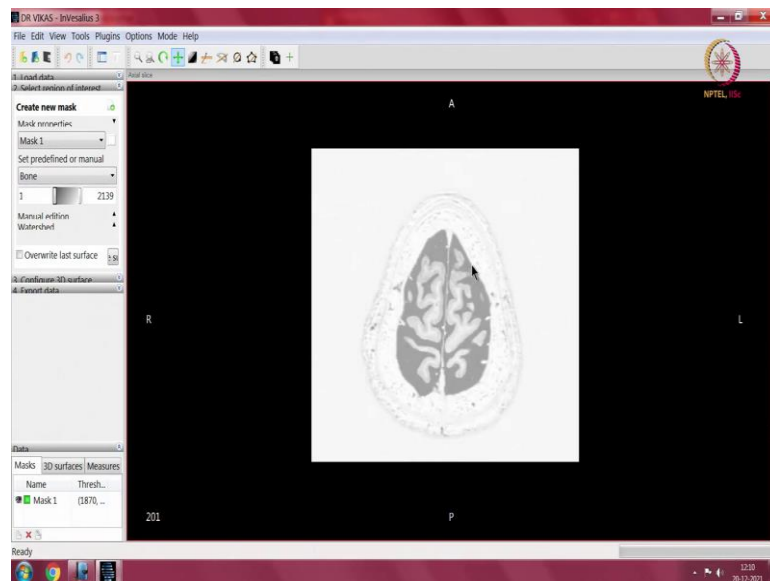 DR VIKAS - InVesalius 3
File Edit View Tools Plugins Options Mode Help
NPTEL, IISc
1. Load data
Axial slice
2. Select region of interest
Create new mask
Mask properties
Mask 1
Set predefined or manual
Bone
1 2139
Manual edition
Watershed
Overwrite last surface
3. Configure 3D surface
4. Export data
A
R
L
201
P
Data
Masks 3D surfaces Measures
Name Thresh...
Mask 1 (1870, ...
Ready
12:10
20-12-2021